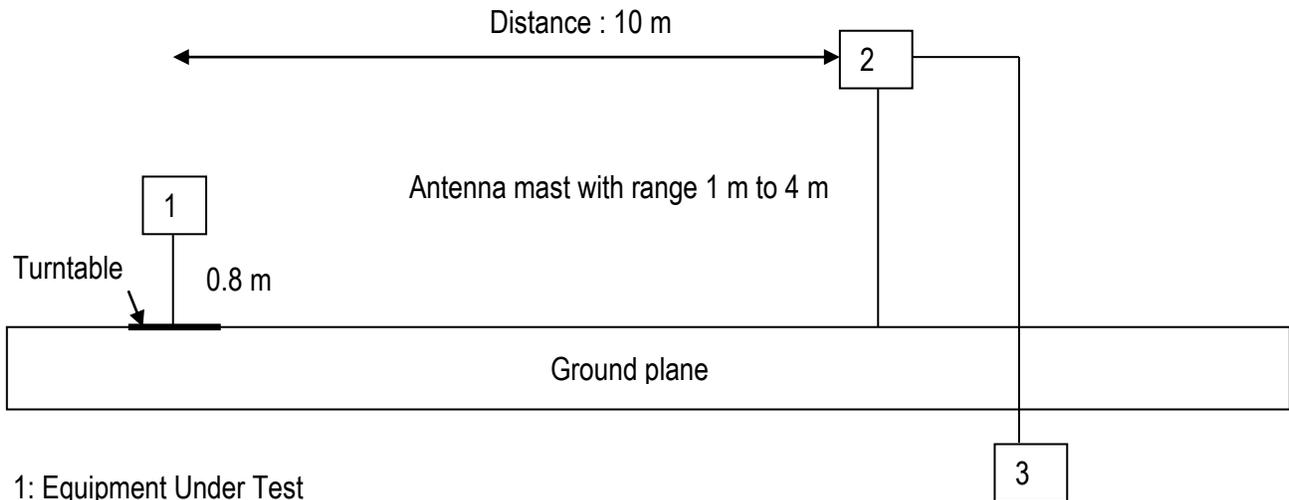 Distance : 10 m
2
Antenna mast with range 1 m to 4 m
1
Turntable
0.8 m
Ground plane
3
1: Equipment Under Test